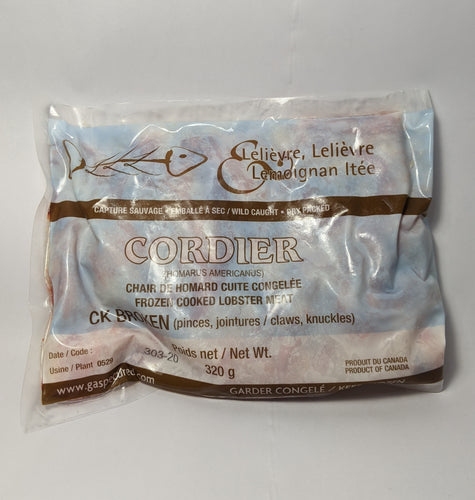 Lelièvre, Lelièvre
& Lemoignan ltée
CAPTURE SAUVAGE • EMBALLÉ À SEC / WILD CAUGHT • DRY PACKED
CORDIER
(HOMARUS AMERICANUS)
CHAIR DE HOMARD CUITE CONGELÉE
FROZEN COOKED LOBSTER MEAT
CK BROKEN (pinces, jointures / claws, knuckles)
Date / Code : 303-20
Poids net / Net Wt.
Usine / Plant 0529
320 g
PRODUIT DU CANADA
PRODUCT OF CANADA
GARDER CONGELÉ /